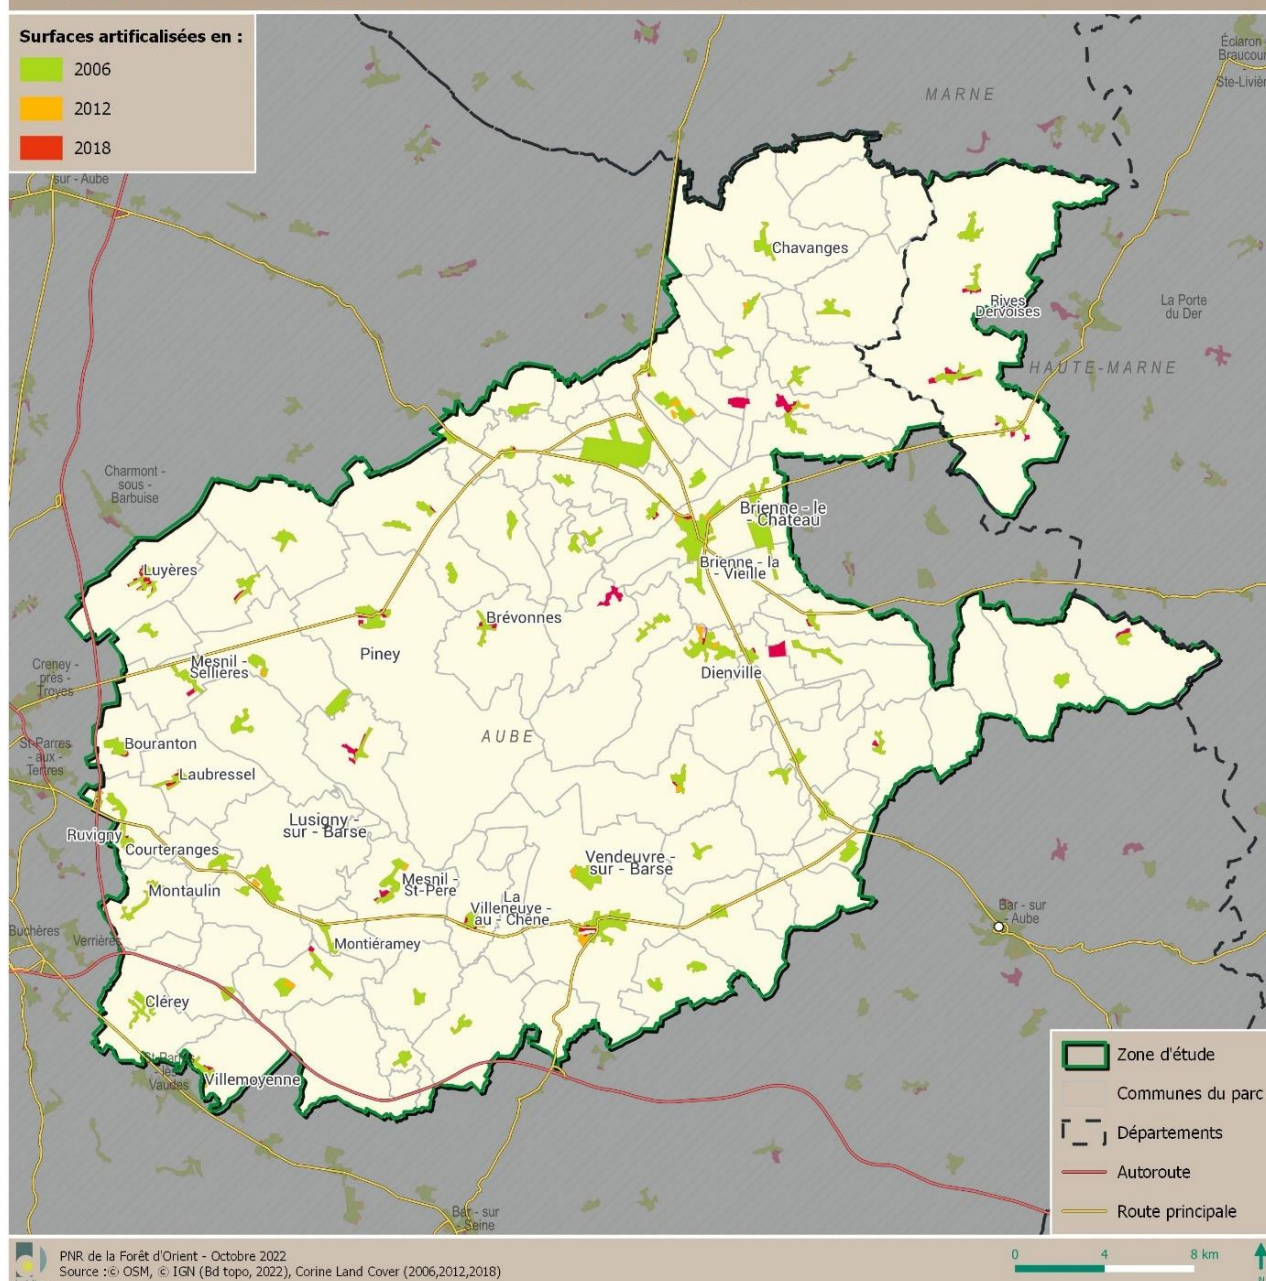 Surfaces artificalisées en :
2006
2012
2018
MARNE
Éclaron -
Braucour
-
Ste-Livièr
sur - Aube
Chavanges
Rives
Dervoises
La Porte
du Der
HAUTE-MARNE
Charmont -
sous -
Barbuise
Brienne - le
- Château
Luyères
Brienne - la
- Vieille
Brévonnes
Piney
Creney -
près -
Troyes
Mesnil -
Sellières
Dienville
AUBE
St-Parres
- aux -
Tertres
Bouranton
Laubressel
Lusigny -
sur - Barse
Ruvigny
Courteranges
Vendeuvre -
sur - Barse
Montaulin
Mesnil -
St-Père
La
Villeneuve -
au - Chêne
Bar - sur
- Aube
Buchères
Verrières
Montiéramey
Clérey
St-Parres
- lès -
Vaudes
Villemoyenne
Bar - sur
- Seine
Zone d'étude
Communes du parc
Départements
Autoroute
Route principale
PNR de la Forêt d'Orient - Octobre 2022
Source :© OSM, © IGN (Bd topo, 2022), Corine Land Cover (2006,2012,2018)
0 4 8 km